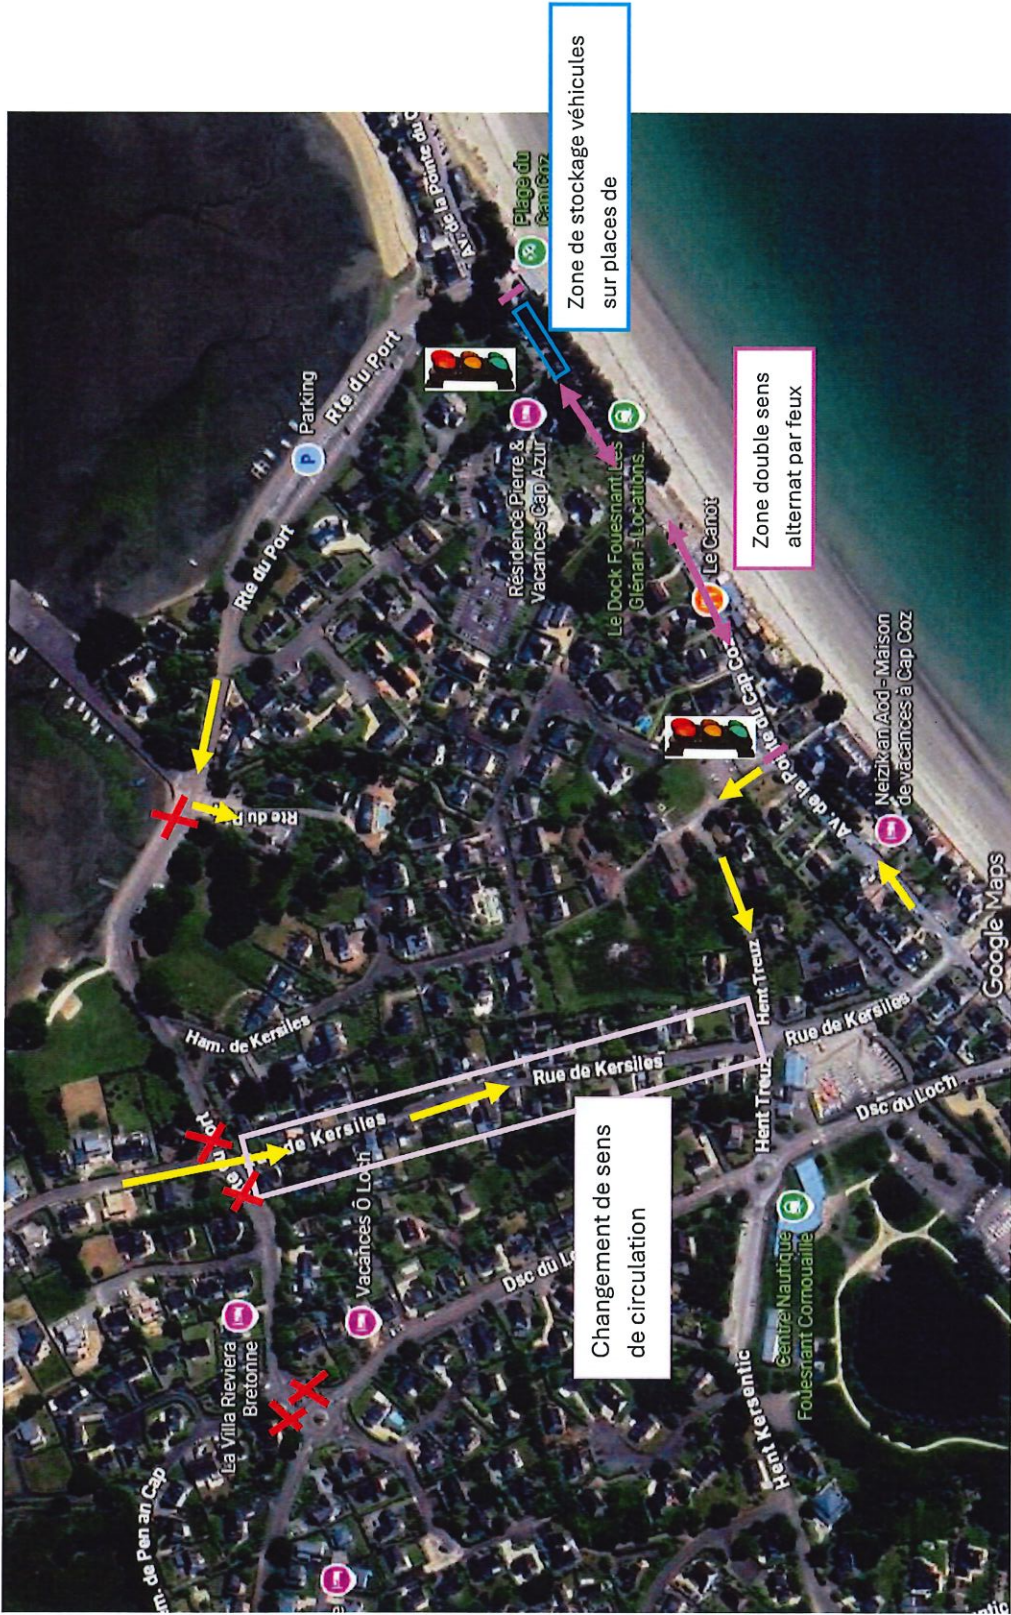 m. de Pen an Cap
La Villa Rieviera
Bretonne
Ham. de Kersiles
Rte du
Rte du Port
Parking
Rte du Port
Av. de la Pointe du C
Vacances Ô Loch
de Kersiles
Rue de Kersiles
Dsc du Lo
Résidence Pierre &
Vacances Cap Azur
Plage du
Cap Coz
Zone de stockage véhicules
sur places de
Le Dock Fouesnant Les
Glénan - Locations...
Changement de sens
de circulation
Le Canot
Zone double sens
alternat par feux
Hent Kersentic
Hent Treuz
Hent Treuz
Av. de la Pointe du Cap Co
Centre Nautique
Fouesnant Cornouaille
Dsc du Loc'h
Rue de Kersiles
Neizik an Aod - Maison
de vacances à Cap Coz
Google Maps
ntic